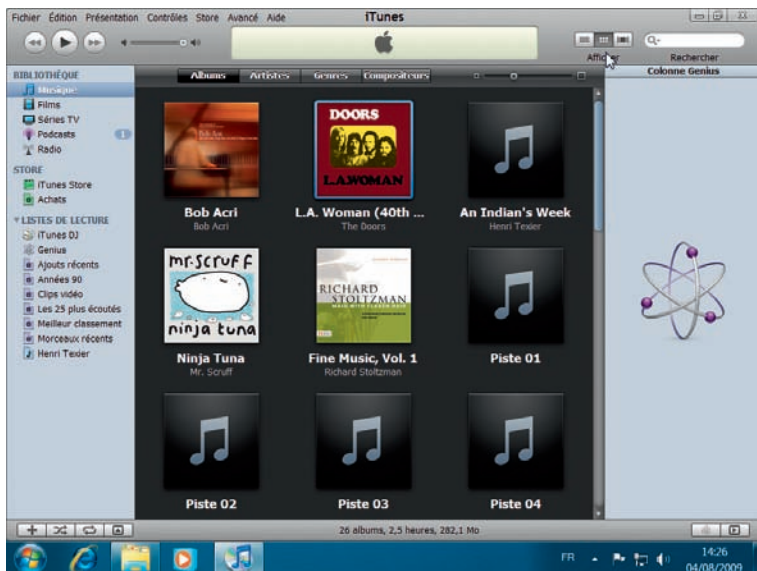 Fichier Édition Présentation Contrôles Store Avancé Aide
iTunes
Afficher
Rechercher
BIBLIOTHÈQUE
Musique
Films
Séries TV
Podcasts 1
Radio
STORE
iTunes Store
Achats
LISTES DE LECTURE
iTunes DJ
Genius
Ajouts récents
Années 90
Clips vidéo
Les 25 plus écoutés
Meilleur classement
Morceaux récents
Henri Texier
Albums Artistes Genres Compositeurs
Colonne Genius
Bob Acri
DOORS
L.A.WOMAN
Bob Acri
Bob Acri
L.A. Woman (40th ...
The Doors
An Indian's Week
Henri Texier
mr.scruff
ninja tuna
RICHARD
STOLTZMAN
Ninja Tuna
Mr. Scruff
Fine Music, Vol. 1
Richard Stoltzman
Piste 01
Piste 02
Piste 03
Piste 04
26 albums, 2,5 heures, 282,1 Mo
FR
14:26
04/08/2009